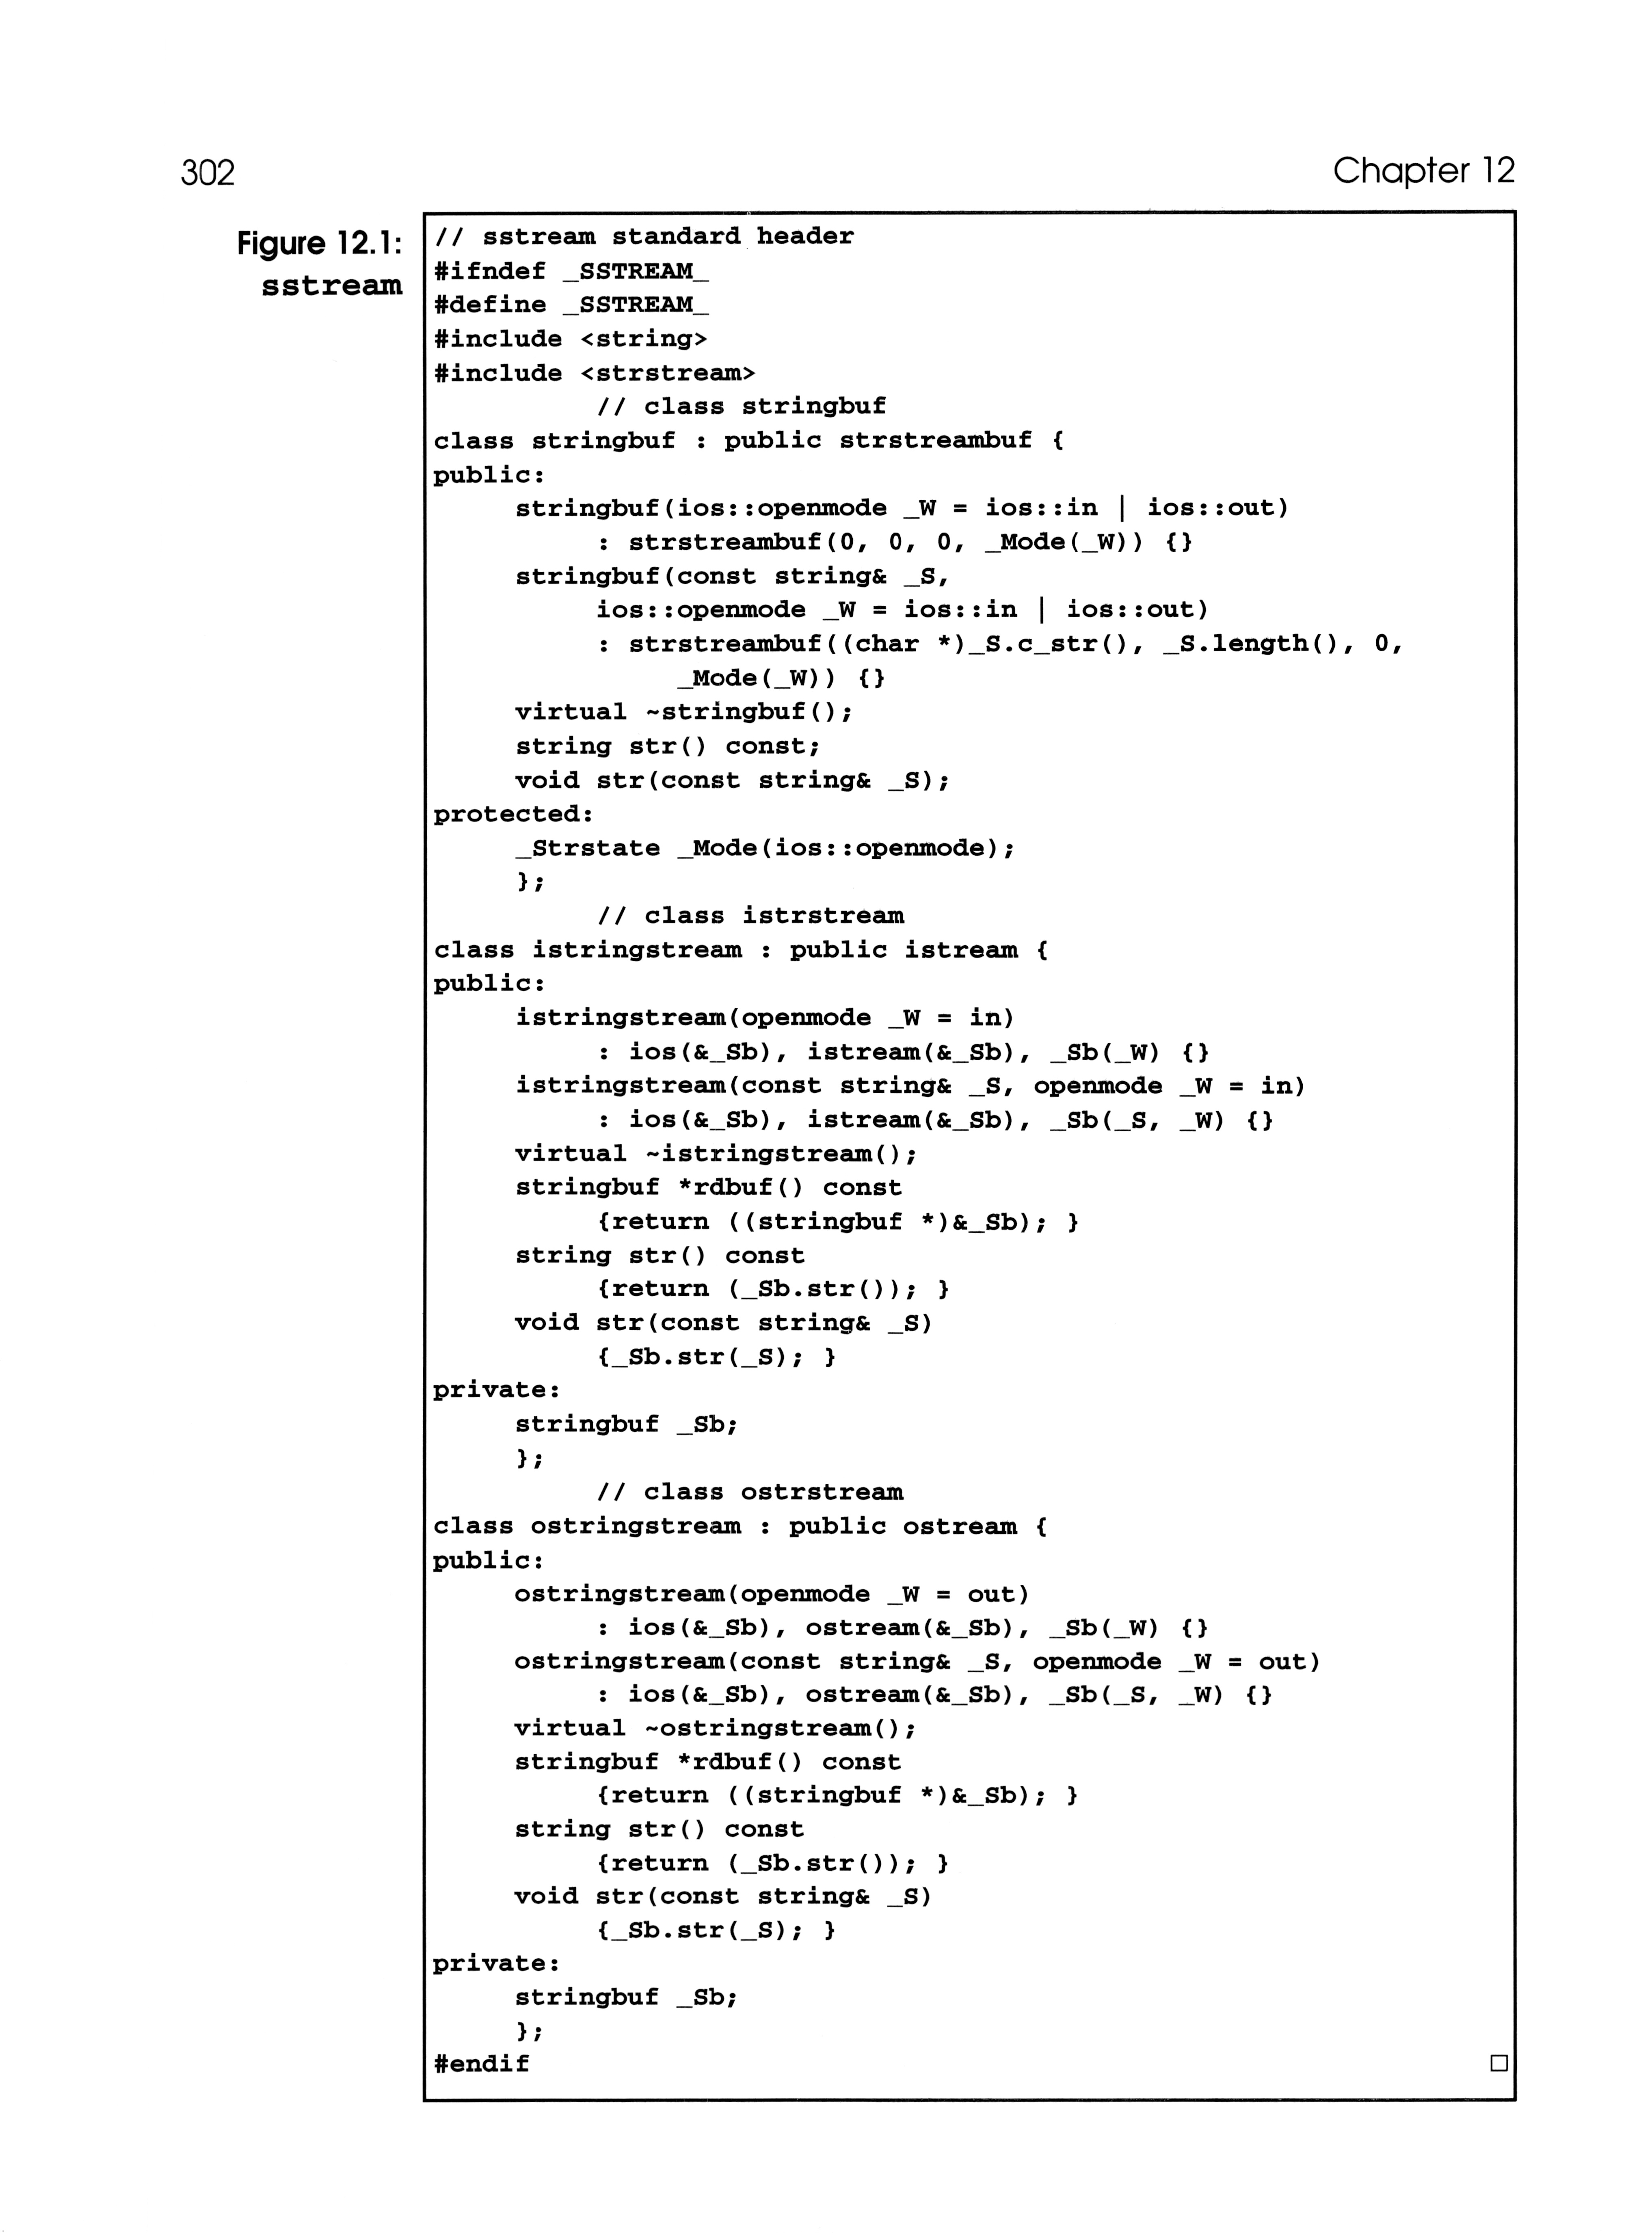 302
Chapter 12
Figure 12.1:
sstream
// sstream standard header
#ifndef _SSTREAM_
#define _SSTREAM_
#include <string>
#include <strstream>
// class stringbuf
class stringbuf : public strstreambuf {
public:
stringbuf(ios::openmode _W = ios::in | ios::out)
: strstreambuf(0, 0, 0, _Mode(_W)) {}
stringbuf(const string& _S,
ios::openmode _W = ios::in | ios::out)
: strstreambuf((char *)_S.c_str(), _S.length(), 0,
_Mode(_W)) {}
virtual ~stringbuf();
string str() const;
void str(const string& _S);
protected:
_Strstate _Mode(ios::openmode);
};
// class istrstream
class istringstream : public istream {
public:
istringstream(openmode _W = in)
: ios(&_Sb), istream(&_Sb), _Sb(_W) {}
istringstream(const string& _S, openmode _W = in)
: ios(&_Sb), istream(&_Sb), _Sb(_S, _W) {}
virtual ~istringstream();
stringbuf *rdbuf() const
{return ((stringbuf *)&_Sb); }
string str() const
{return (_Sb.str()); }
void str(const string& _S)
{_Sb.str(_S); }
private:
stringbuf _Sb;
};
// class ostrstream
class ostringstream : public ostream {
public:
ostringstream(openmode _W = out)
: ios(&_Sb), ostream(&_Sb), _Sb(_W) {}
ostringstream(const string& _S, openmode _W = out)
: ios(&_Sb), ostream(&_Sb), _Sb(_S, _W) {}
virtual ~ostringstream();
stringbuf *rdbuf() const
{return ((stringbuf *)&_Sb); }
string str() const
{return (_Sb.str()); }
void str(const string& _S)
{_Sb.str(_S); }
private:
stringbuf _Sb;
};
#endif □